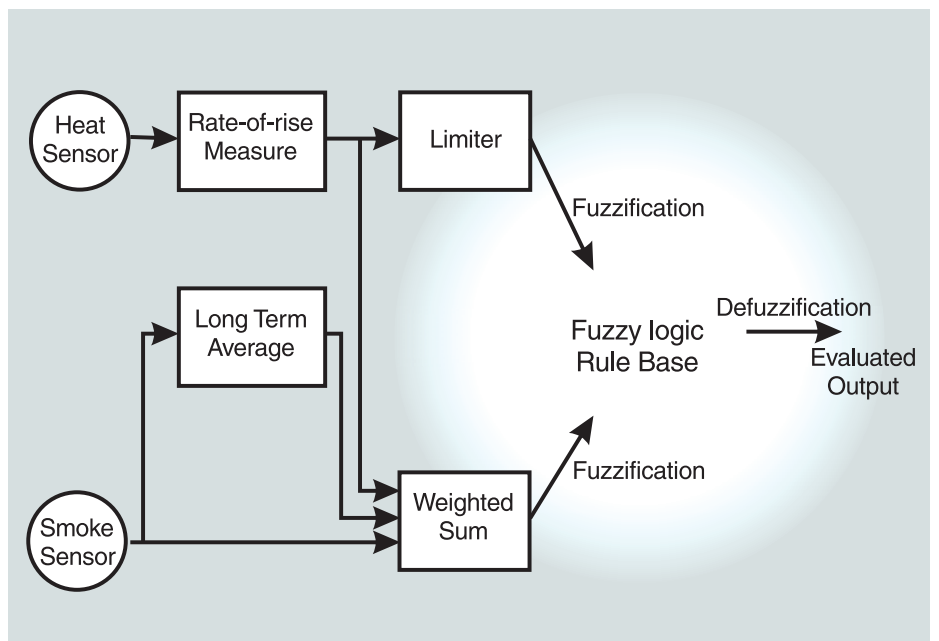 Heat
Sensor
Rate-of-rise
Measure
Limiter
Fuzzification
Long Term
Average
Fuzzy logic
Rule Base
Defuzzification
Evaluated
Output
Fuzzification
Weighted
Sum
Smoke
Sensor